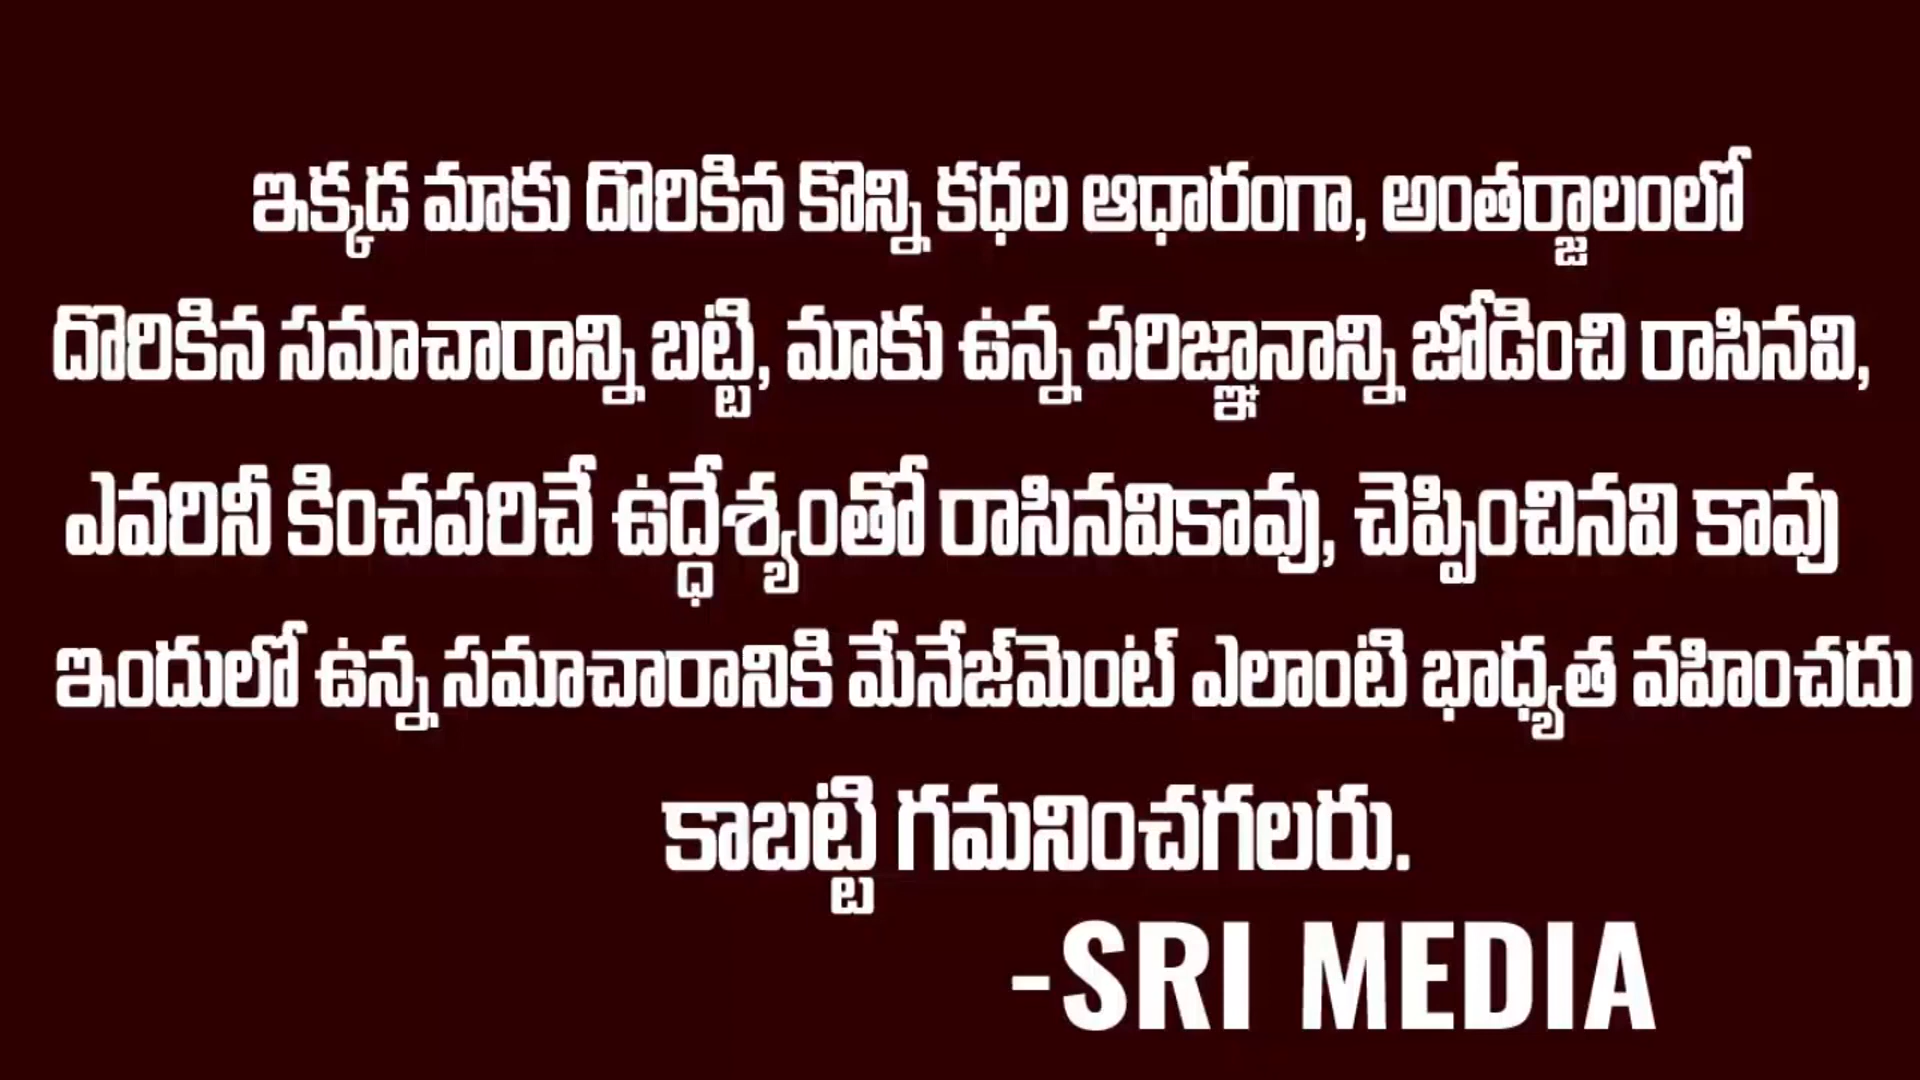 ఇక్కడ మాకు దొరికిన కొన్ని కధల ఆధారంగా, అంతర్జాలంలో
దొరికిన సమాచారాన్ని బట్టి, మాకు ఉన్న పరిజ్ఞానాన్ని జోడించి రాసినవి,
ఎవరినీ కించపరిచే ఉద్ధేశ్యంతో రాసినవికావు, చెప్పించినవి కావు
ఇందులో ఉన్న సమాచారానికి మేనేజ్‌మెంట్ ఎలాంటి భాధ్యత వహించదు
కాబట్టి గమనించగలరు.
-SRI MEDIA